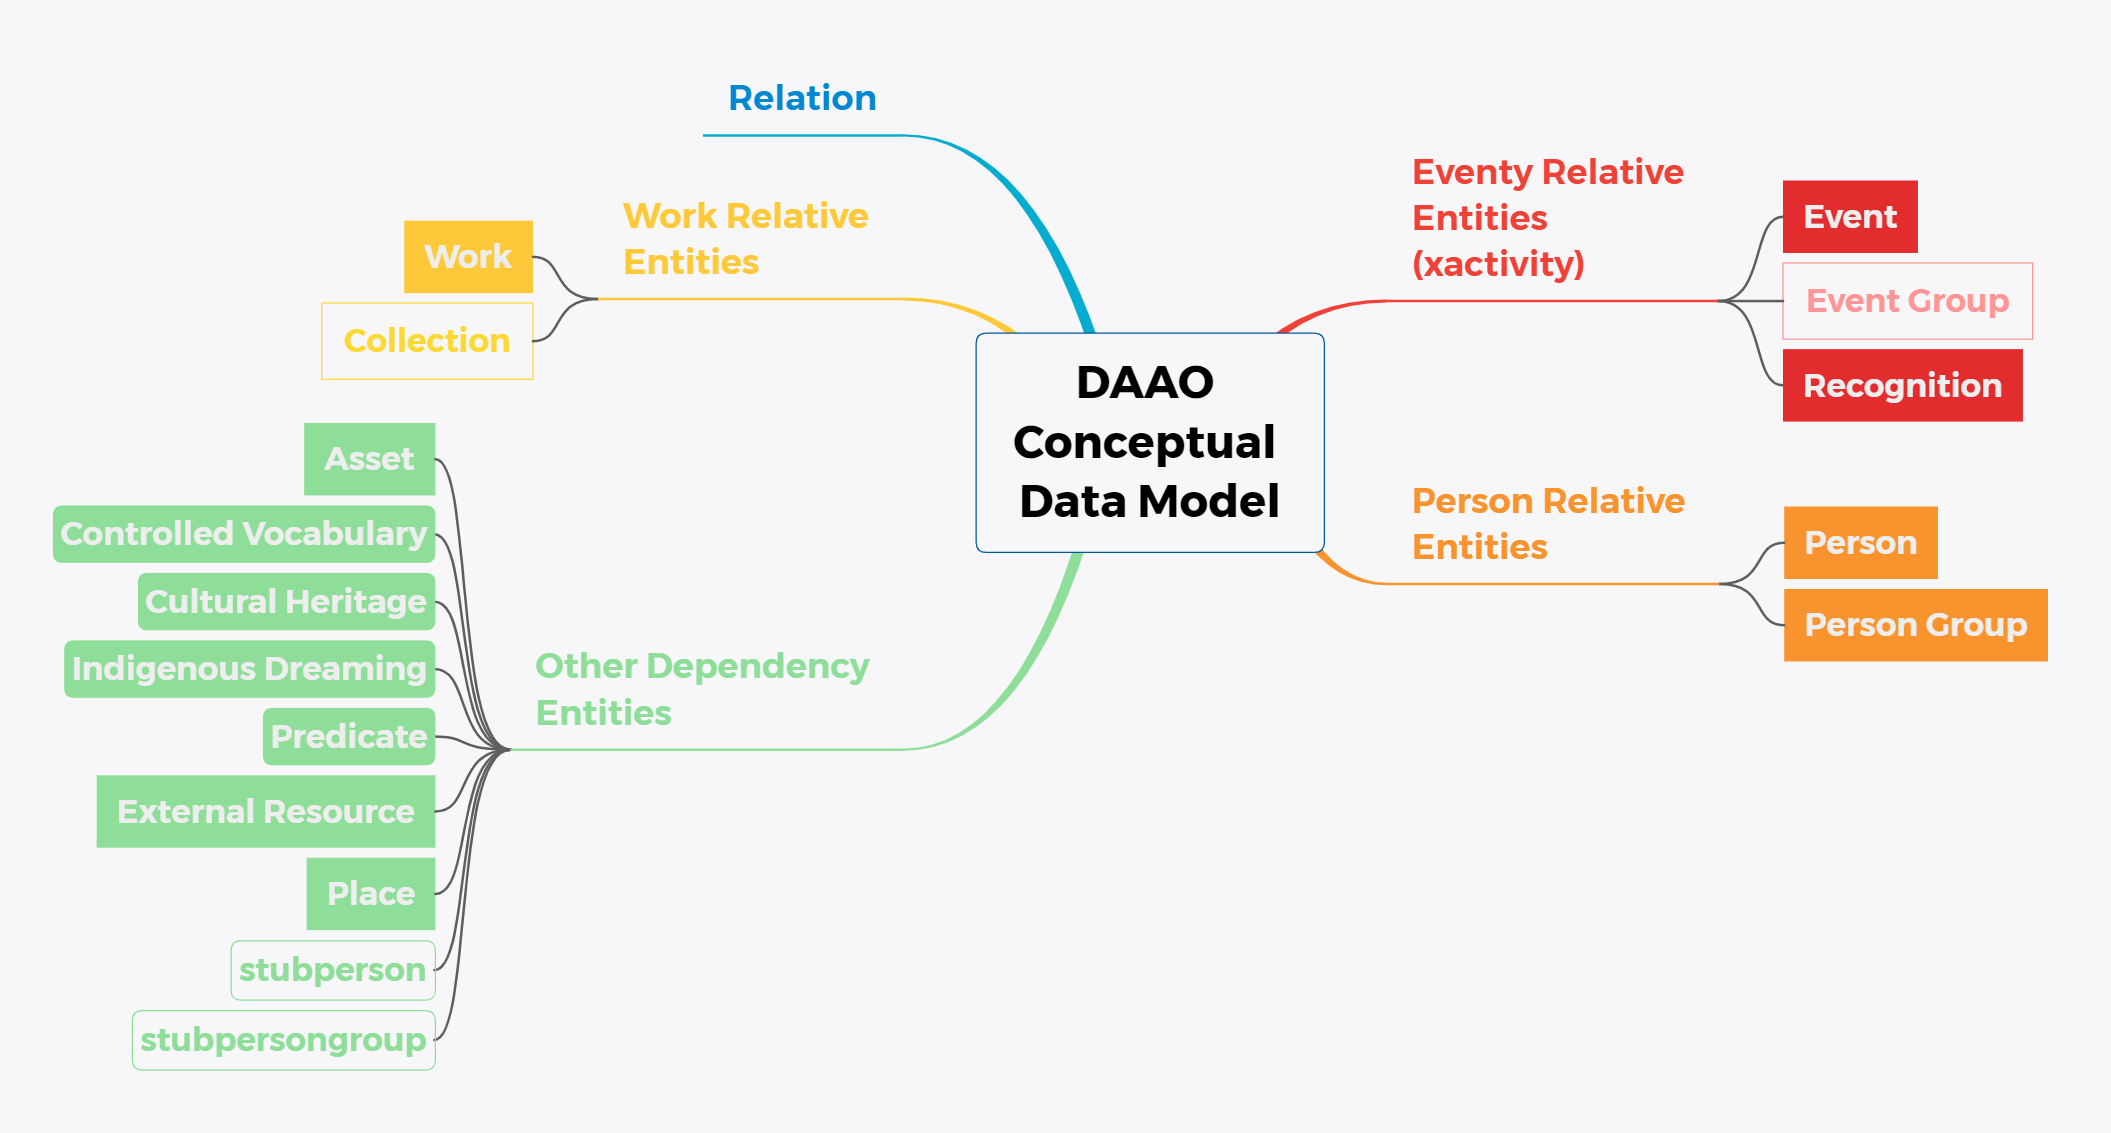 Relation
Work Relative
Entities
Work
Collection
DAAO
Conceptual
Data Model
Eventy Relative
Entities
(xactivity)
Event
Event Group
Recognition
Person Relative
Entities
Person
Person Group
Other Dependency
Entities
Asset
Controlled Vocabulary
Cultural Heritage
Indigenous Dreaming
Predicate
External Resource
Place
stubperson
stubpersongroup